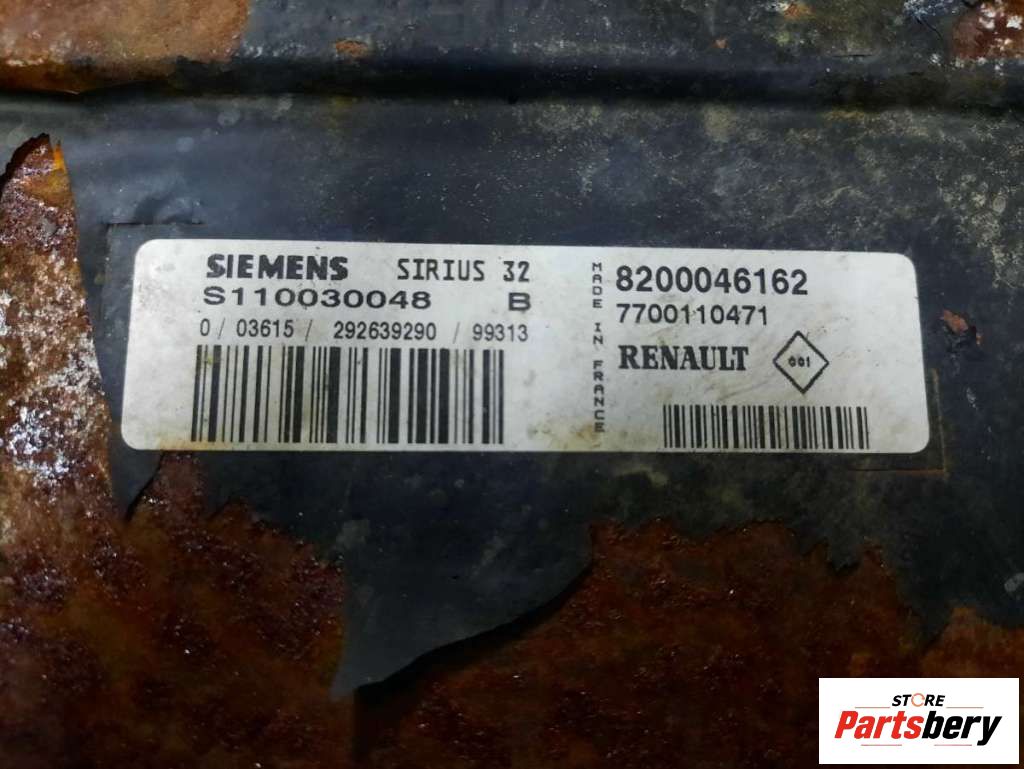 SIEMENS SIRIUS 32
S110030048 B
0 / 03615 / 292639290 / 99313
MADE IN FRANCE
8200046162
7700110471
RENAULT 001
STORE
Partsbery